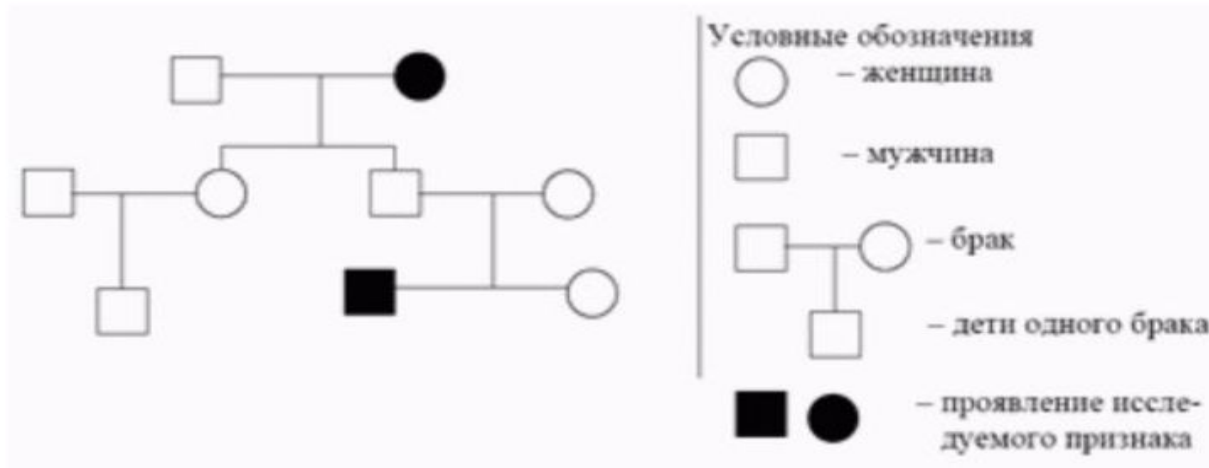 Условные обозначения
– женщина
– мужчина
– брак
– дети одного брака
– проявление иссле-
дуемого признака